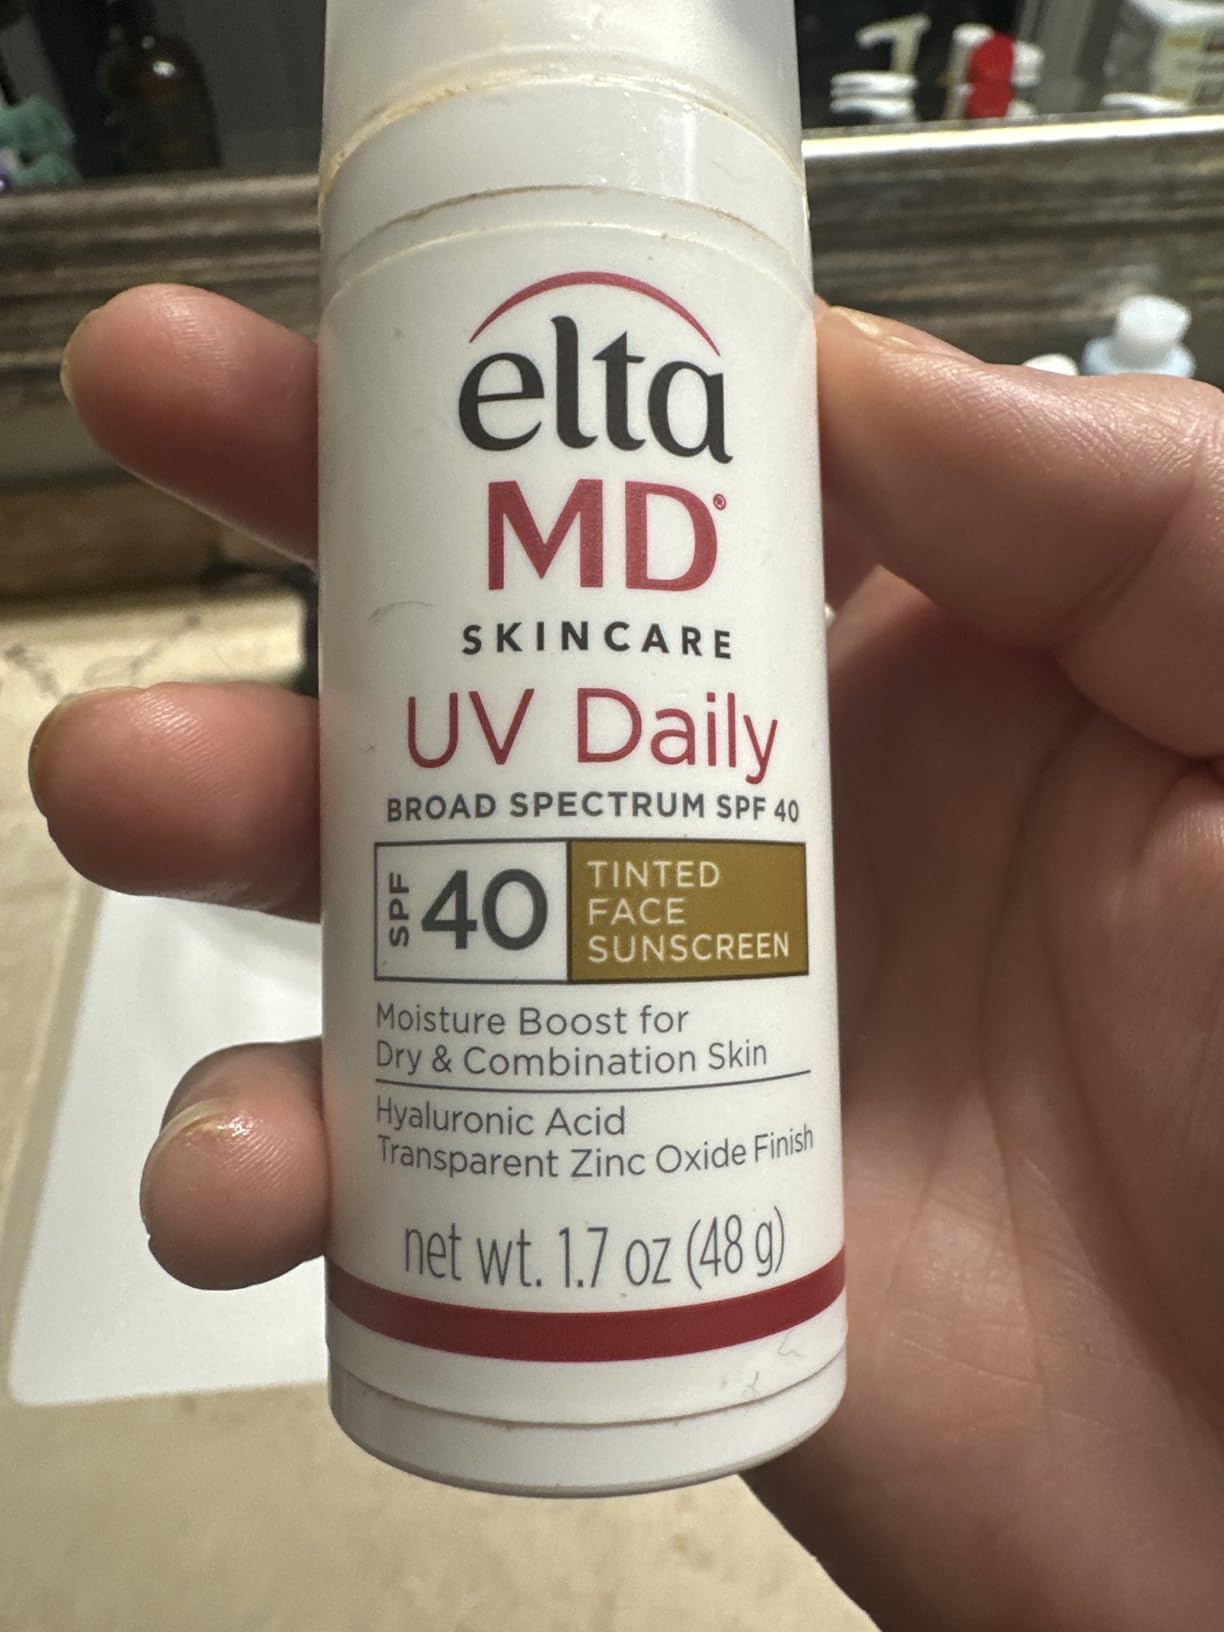 elta
MD®
SKINCARE
UV Daily
BROAD SPECTRUM SPF 40
SPF 40
TINTED
FACE
SUNSCREEN
Moisture Boost for
Dry & Combination Skin
Hyaluronic Acid
Transparent Zinc Oxide Finish
net wt. 1.7 oz (48 g)